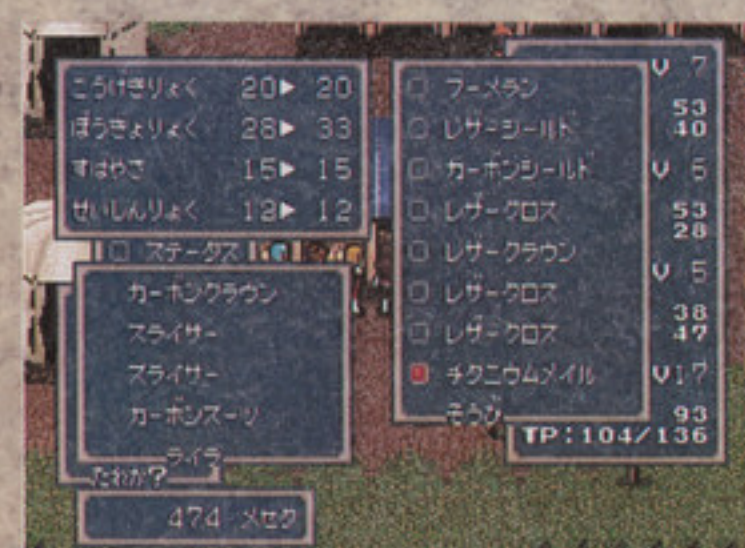 こうげきりょく 20▶ 20
ぼうぎょりょく 28▶ 33
すばやさ 15▶ 15
せいしんりょく 12▶ 12
ステータス
カーボンクラウン
スライサー
スライサー
カーボンスーツ
ライラ
だれが?
474 メセタ
ブーメラン
レザーシールド
カーボンシールド
レザークロス
レザークラウン
レザークロス
レザークロス
チタニウムメイル
そうび
7
53
40
53
28
5
38
47
17
93
TP:104/136